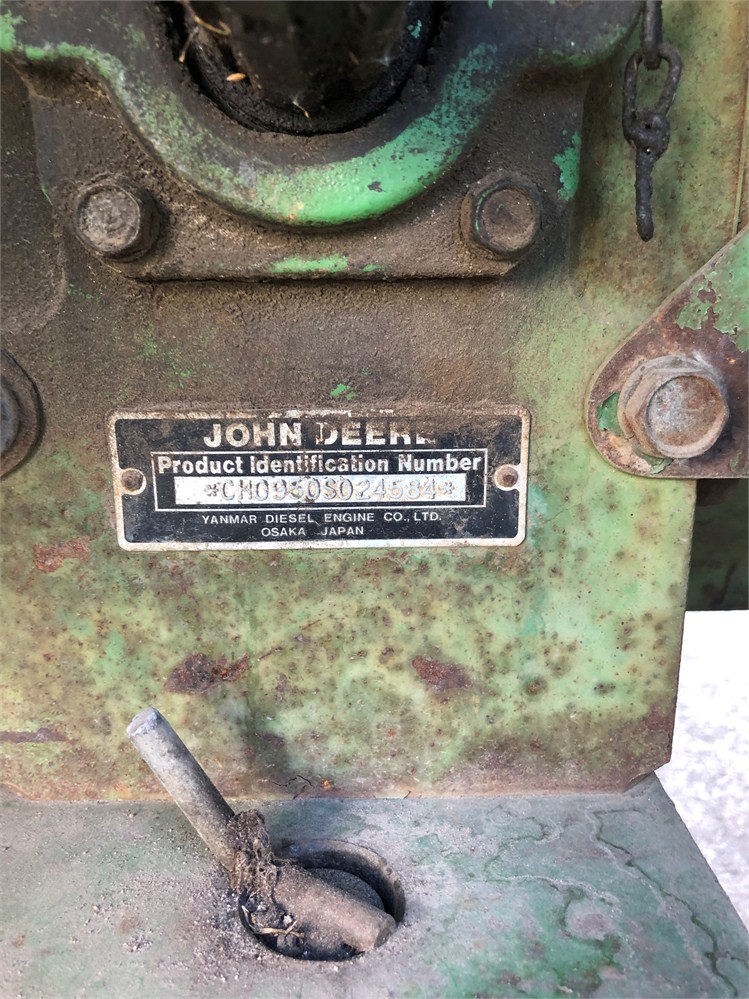 JOHN DEERE
Product Identification Number
*CH0950S024584*
YANMAR DIESEL ENGINE CO., LTD.
OSAKA JAPAN